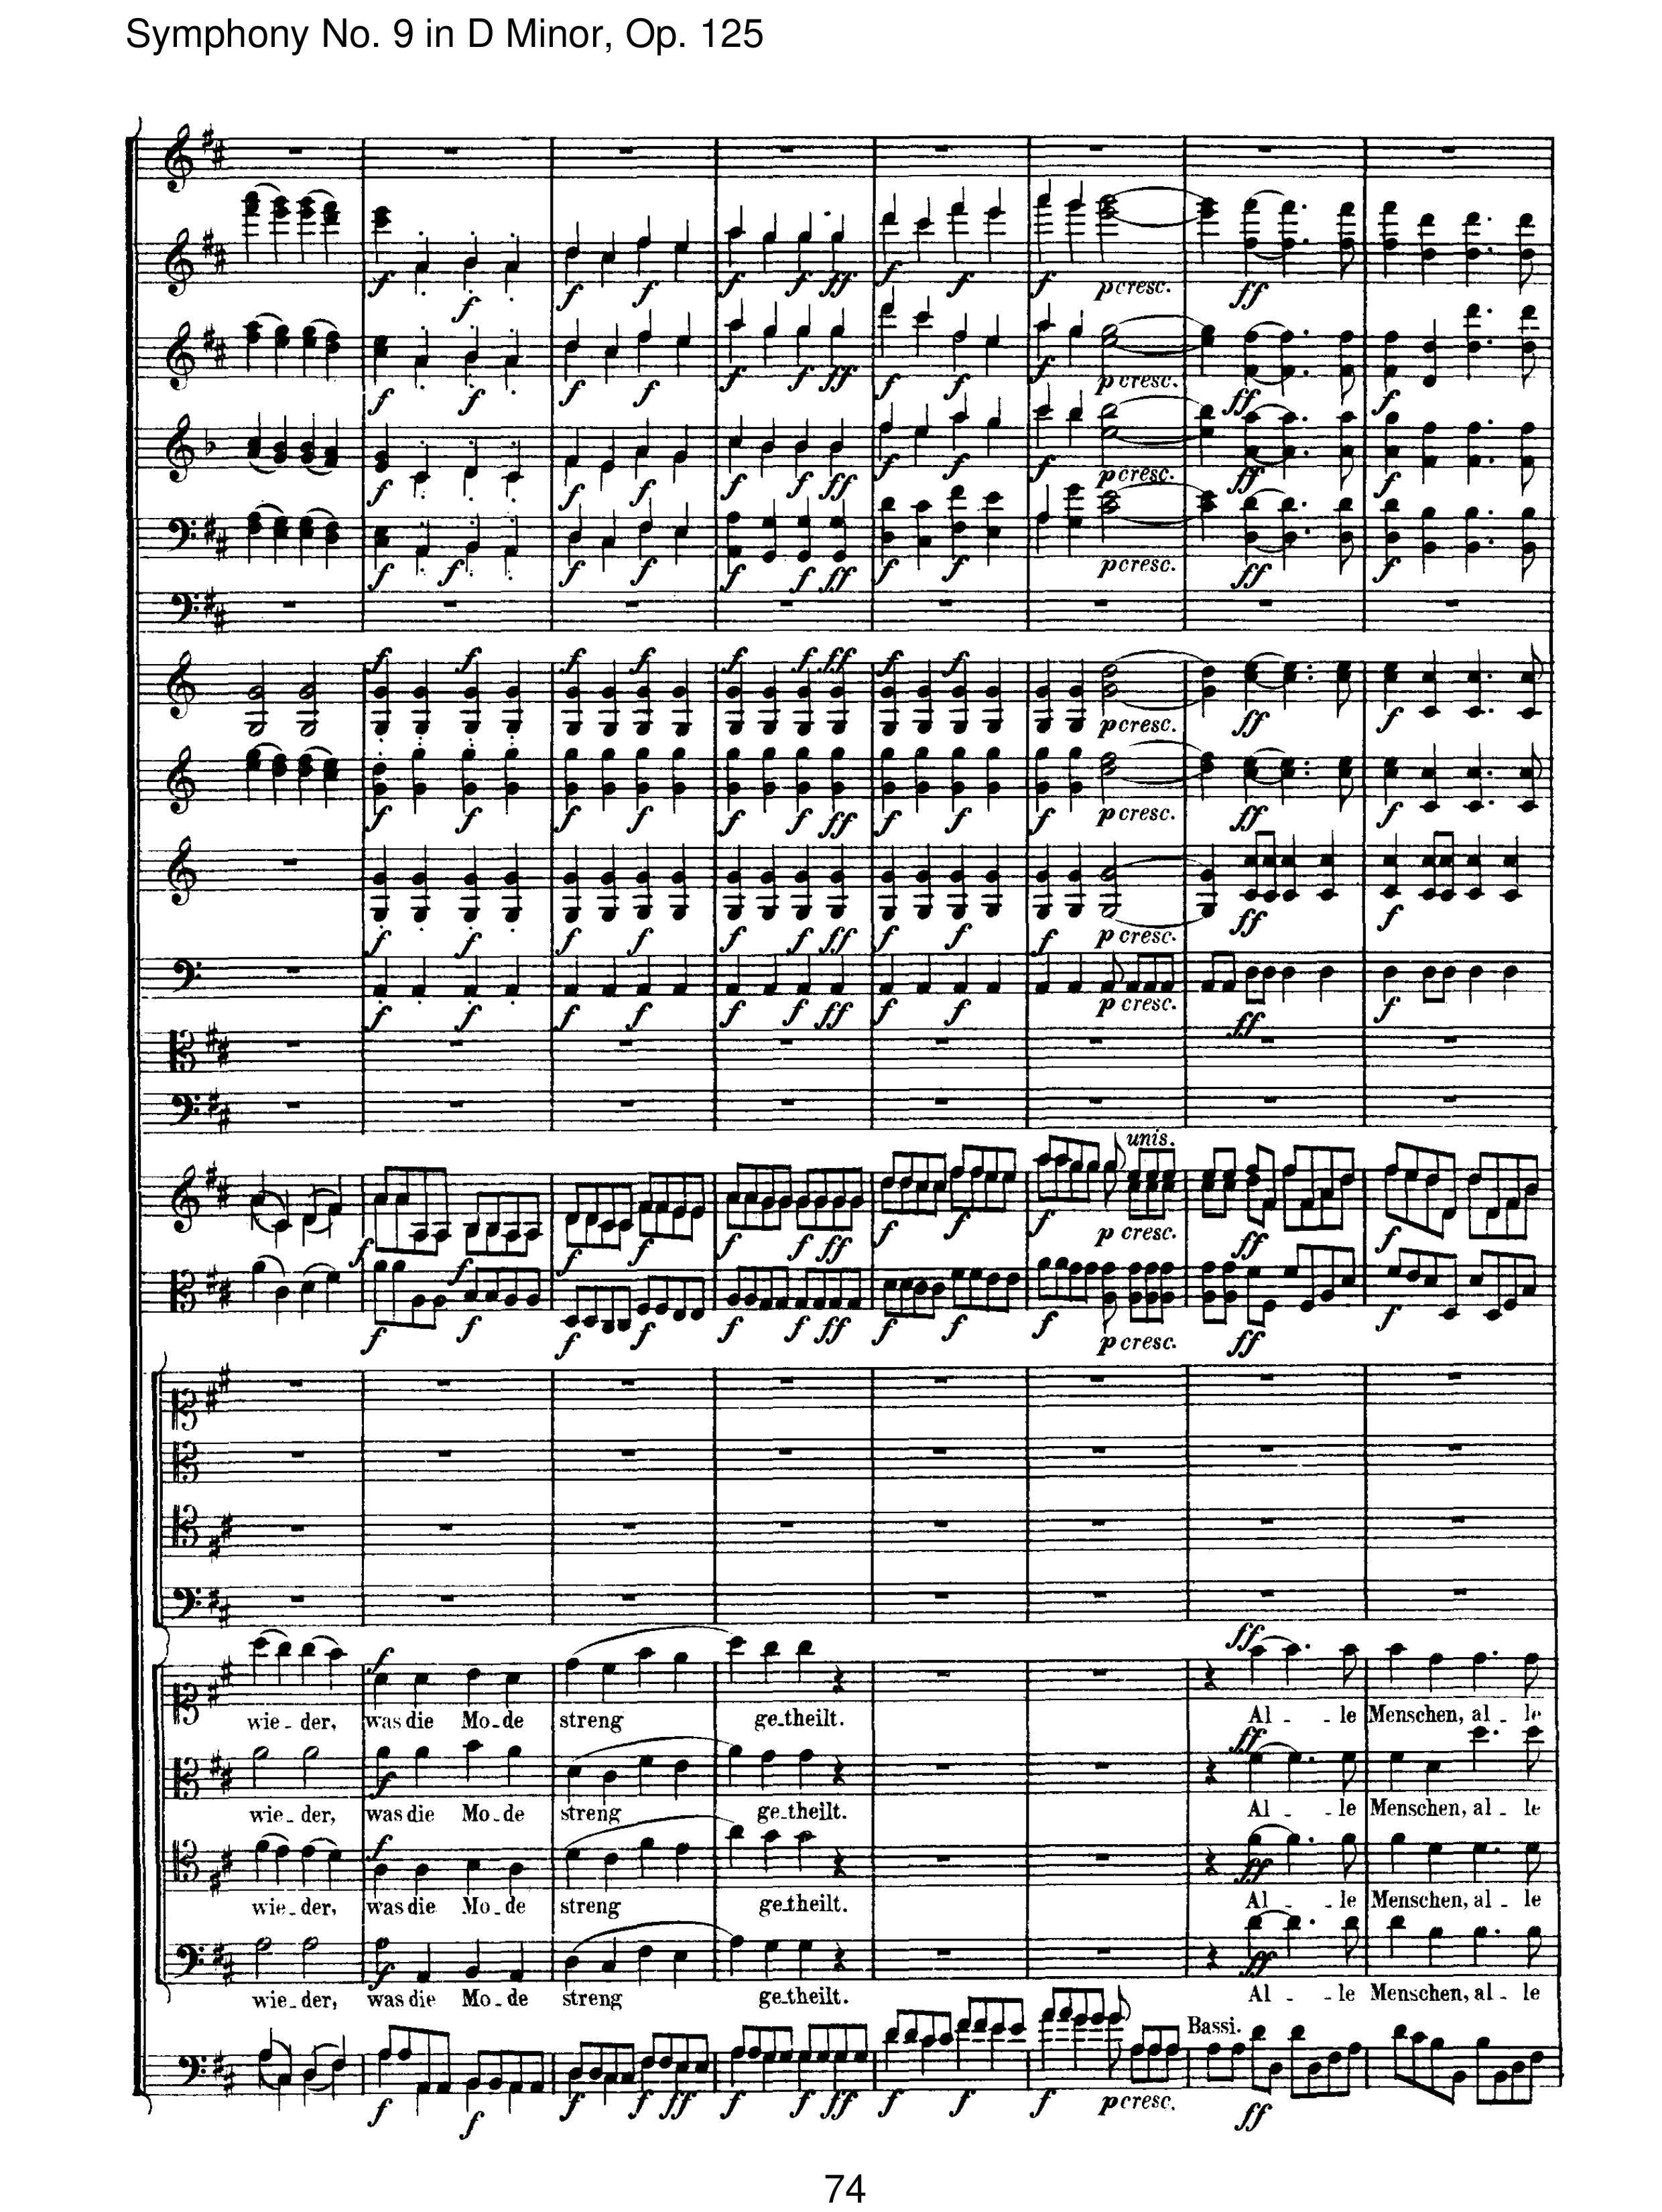 Symphony No. 9 in D Minor, Op. 125
f f f f f f ff f f f p cresc. ff
f f f f f f ff f f f p cresc. ff f
f f f f f ff f f f p cresc. ff f
f f f f f f ff f f p cresc. ff f
f f f f f f ff f f p cresc. ff f
f f f f f f ff f f f p cresc. ff f
f f f f f f ff f f f p cresc. ff f
f f f f f f ff f f p cresc. ff f
unis.
f f f f f ff f f f p cresc. ff f
f f f f f f ff f f f p cresc. ff f
f ff
wie - der, was die Mo - de streng ge - theilt. Al - - le Menschen, al - le
f ff
wie - der, was die Mo - de streng ge - theilt. Al - - le Menschen, al - le
f ff
wie - der, was die Mo - de streng ge - theilt. Al - - le Menschen, al - le
f ff
wie - der, was die Mo - de streng ge - theilt. Al - - le Menschen, al - le
Bassi.
f f f f ff f f ff f f f p cresc. ff
74